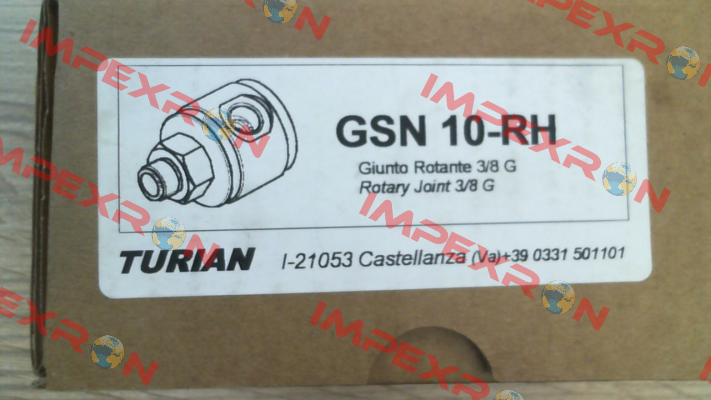 GSN 10-RH
Giunto Rotante 3/8 G
Rotary Joint 3/8 G
TURIAN I-21053 Castellanza (Va)+39 0331 501101
IMPEXRON
IMPEXRON
IMPEXRON
IMPEXRON
IMPEXRON
IMPEXRON